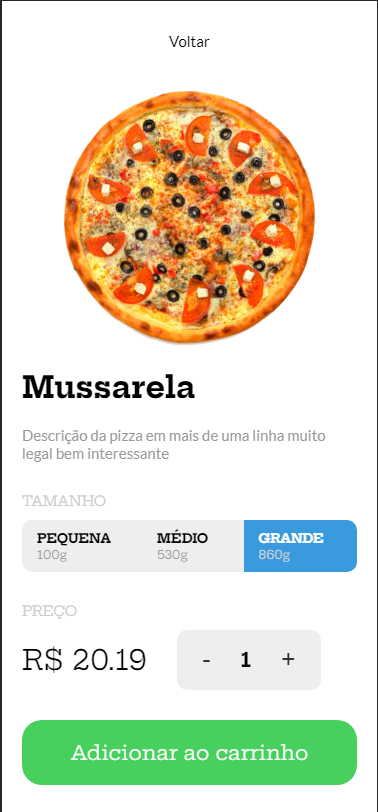 Voltar
Mussarela
Descrição da pizza em mais de uma linha muito
legal bem interessante
TAMANHO
PEQUENA MÉDIO GRANDE
100g 530g 860g
PREÇO
R$ 20.19 - 1 +
Adicionar ao carrinho